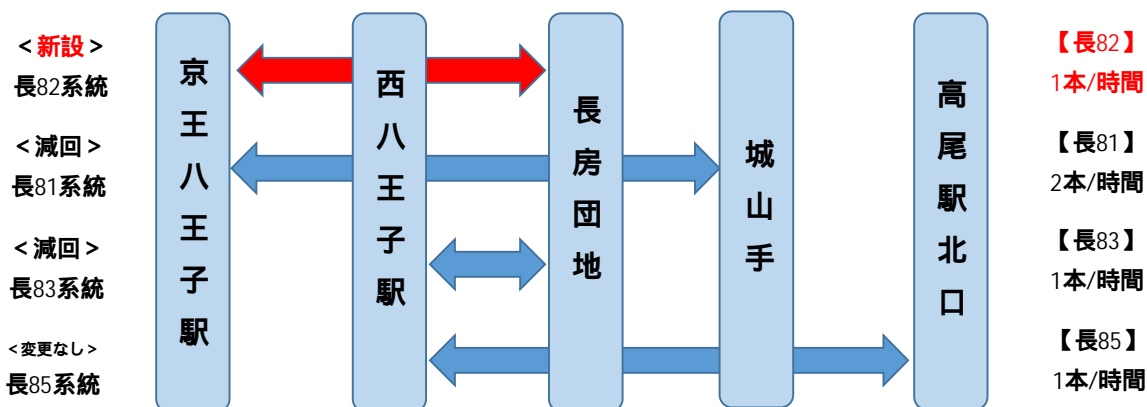 ＜新設＞
長82系統
＜減回＞
長81系統
＜減回＞
長83系統
＜変更なし＞
長85系統
京王八王子駅
西八王子駅
長房団地
城山手
高尾駅北口
【長82】
1本/時間
【長81】
2本/時間
【長83】
1本/時間
【長85】
1本/時間